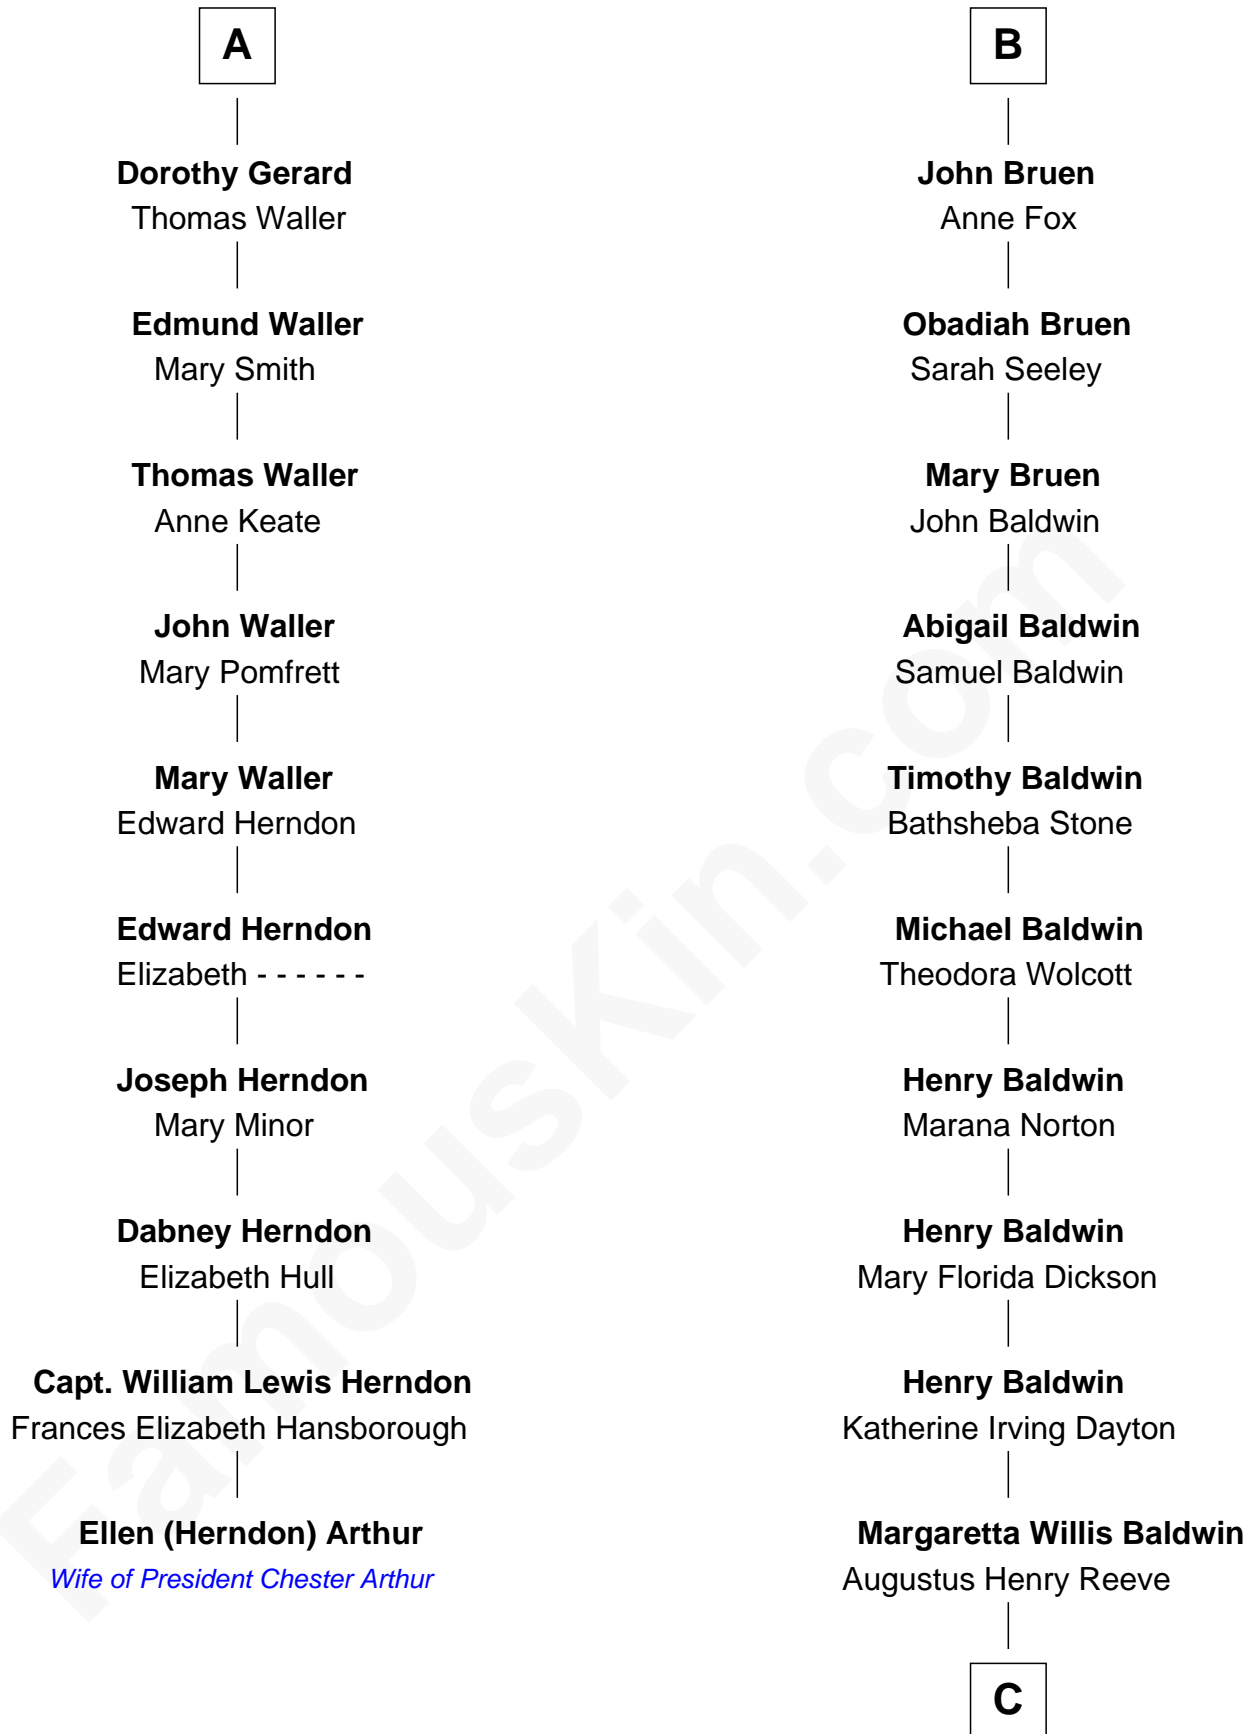 A
Dorothy Gerard
Thomas Waller
Edmund Waller
Mary Smith
Thomas Waller
Anne Keate
John Waller
Mary Pomfrett
Mary Waller
Edward Herndon
Edward Herndon
Elizabeth - - - - - -
Joseph Herndon
Mary Minor
Dabney Herndon
Elizabeth Hull
Capt. William Lewis Herndon
Frances Elizabeth Hansborough
Ellen (Herndon) Arthur
Wife of President Chester Arthur
B
John Bruen
Anne Fox
Obadiah Bruen
Sarah Seeley
Mary Bruen
John Baldwin
Abigail Baldwin
Samuel Baldwin
Timothy Baldwin
Bathsheba Stone
Michael Baldwin
Theodora Wolcott
Henry Baldwin
Marana Norton
Henry Baldwin
Mary Florida Dickson
Henry Baldwin
Katherine Irving Dayton
Margaretta Willis Baldwin
Augustus Henry Reeve
C
FamousKin.com